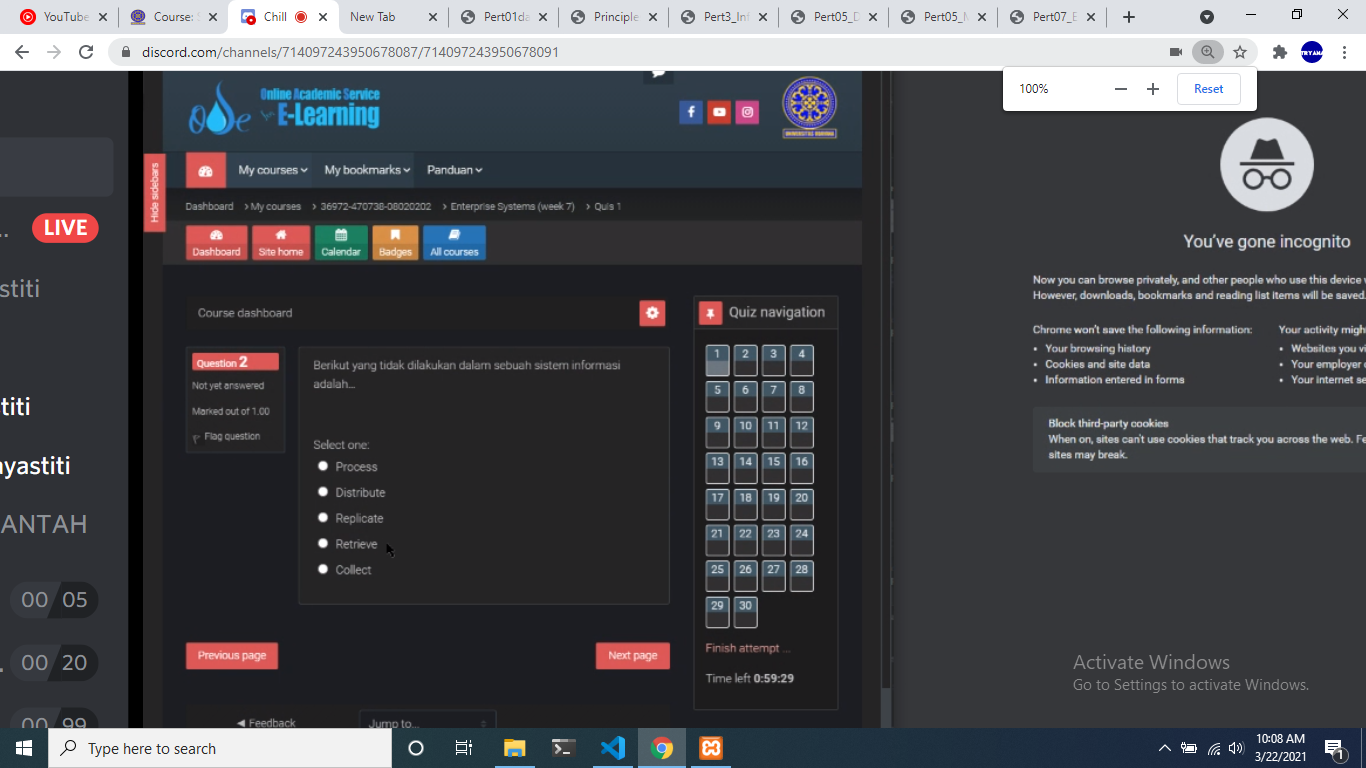 YouTube
Course: S
Chill
New Tab
Pert01da
Principle
Pert3_Inf
Pert05_D
Pert05_M
Pert07_E
discord.com/channels/714097243950678087/714097243950678091
100%
Reset
LIVE
stiti
titi
yastiti
ANTAH
00 05
00 20
00 99
Online Academic Service
E-Learning
UNIVERSITAS UDAYANA
Hide sidebars
My courses
My bookmarks
Panduan
Dashboard > My courses > 36972-470738-08020202 > Enterprise Systems (week 7) > Quis 1
Dashboard
Site home
Calendar
Badges
All courses
Course dashboard
Question 2
Not yet answered
Marked out of 1.00
Flag question
Berikut yang tidak dilakukan dalam sebuah sistem informasi
adalah...
Select one:
Process
Distribute
Replicate
Retrieve
Collect
Previous page
Next page
◄ Feedback
Jump to...
Quiz navigation
1 2 3 4
5 6 7 8
9 10 11 12
13 14 15 16
17 18 19 20
21 22 23 24
25 26 27 28
29 30
Finish attempt ...
Time left 0:59:29
You've gone incognito
Now you can browse privately, and other people who use this device
However, downloads, bookmarks and reading list items will be saved.
Chrome won't save the following information:
• Your browsing history
• Cookies and site data
• Information entered in forms
Your activity migh
• Websites you vi
• Your employer
• Your internet se
Block third-party cookies
When on, sites can't use cookies that track you across the web. Fe
sites may break.
Activate Windows
Go to Settings to activate Windows.
Type here to search
10:08 AM
3/22/2021
1